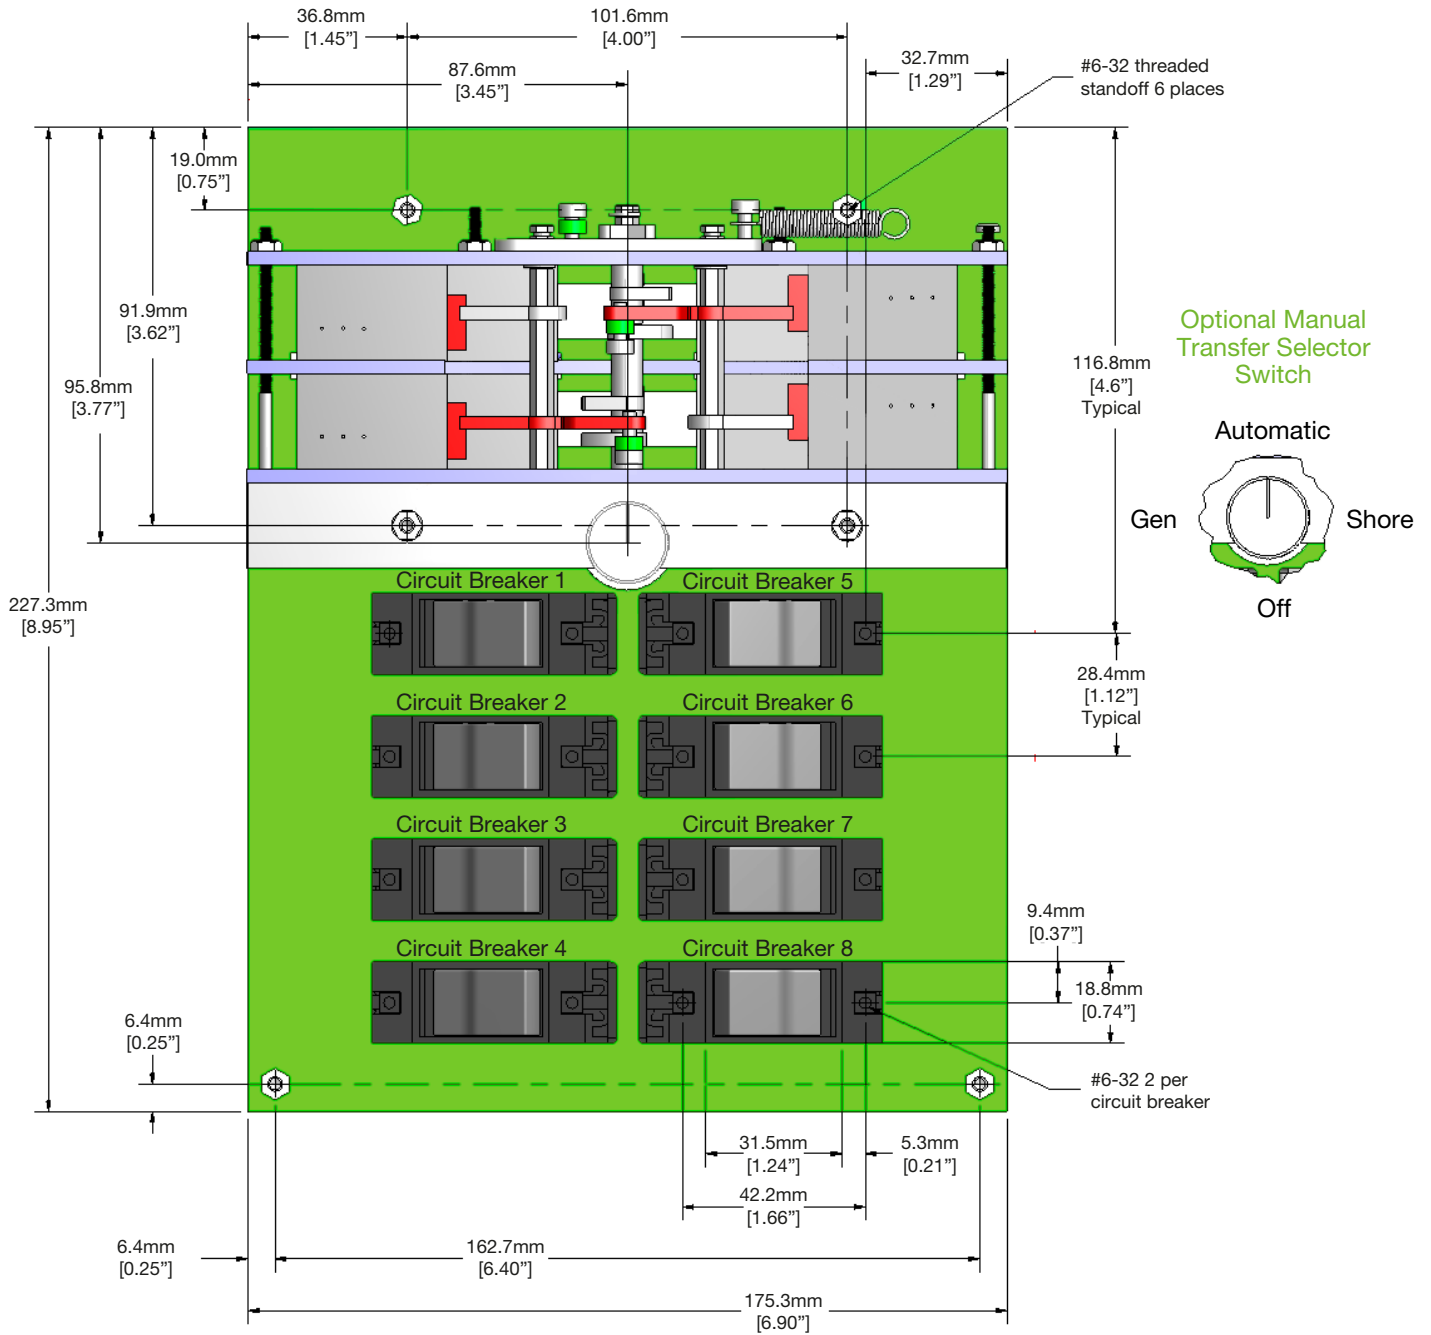 36.8mm
[1.45”]
101.6mm
[4.00”]
87.6mm
[3.45”]
32.7mm
[1.29”]
#6-32 threaded
standoff 6 places
19.0mm
[0.75”]
91.9mm
[3.62”]
95.8mm
[3.77”]
227.3mm
[8.95”]
116.8mm
[4.6”]
Typical
Optional Manual
Transfer Selector
Switch
Automatic
Gen
Shore
Off
Circuit Breaker 1
Circuit Breaker 5
28.4mm
[1.12”]
Typical
Circuit Breaker 2
Circuit Breaker 6
Circuit Breaker 3
Circuit Breaker 7
9.4mm
[0.37”]
Circuit Breaker 4
Circuit Breaker 8
18.8mm
[0.74”]
6.4mm
[0.25”]
#6-32 2 per
circuit breaker
31.5mm
[1.24”]
5.3mm
[0.21”]
42.2mm
[1.66”]
6.4mm
[0.25”]
162.7mm
[6.40”]
175.3mm
[6.90”]